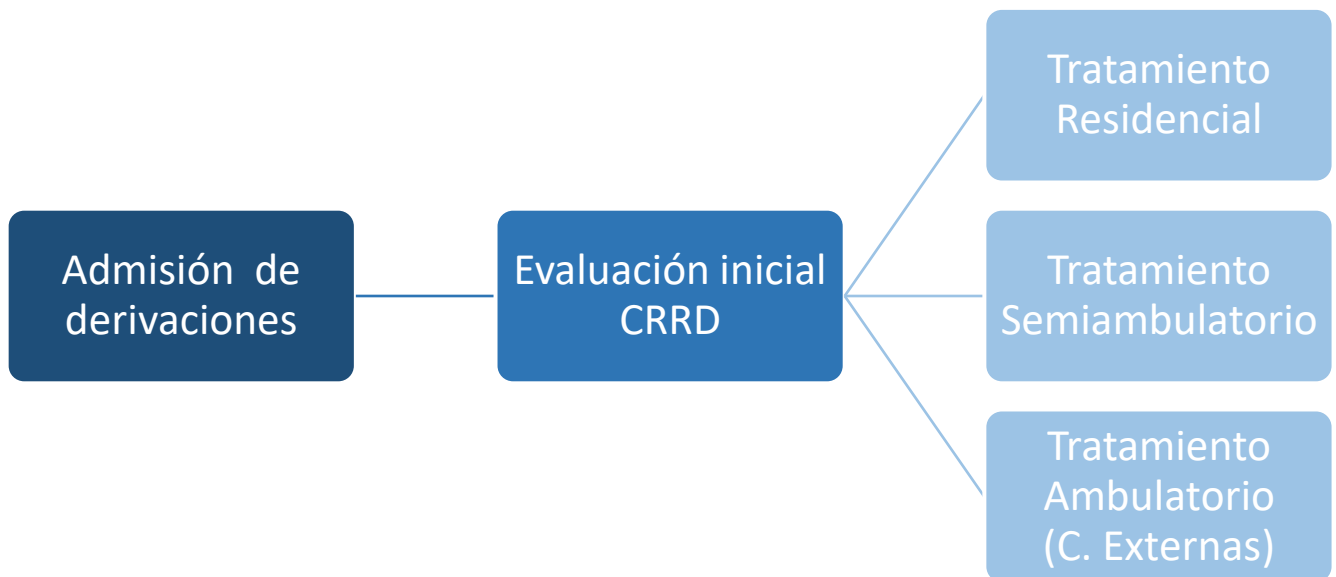 Admisión de
derivaciones
Evaluación inicial
CRRD
Tratamiento
Residencial
Tratamiento
Semiambulatorio
Tratamiento
Ambulatorio
(C. Externas)